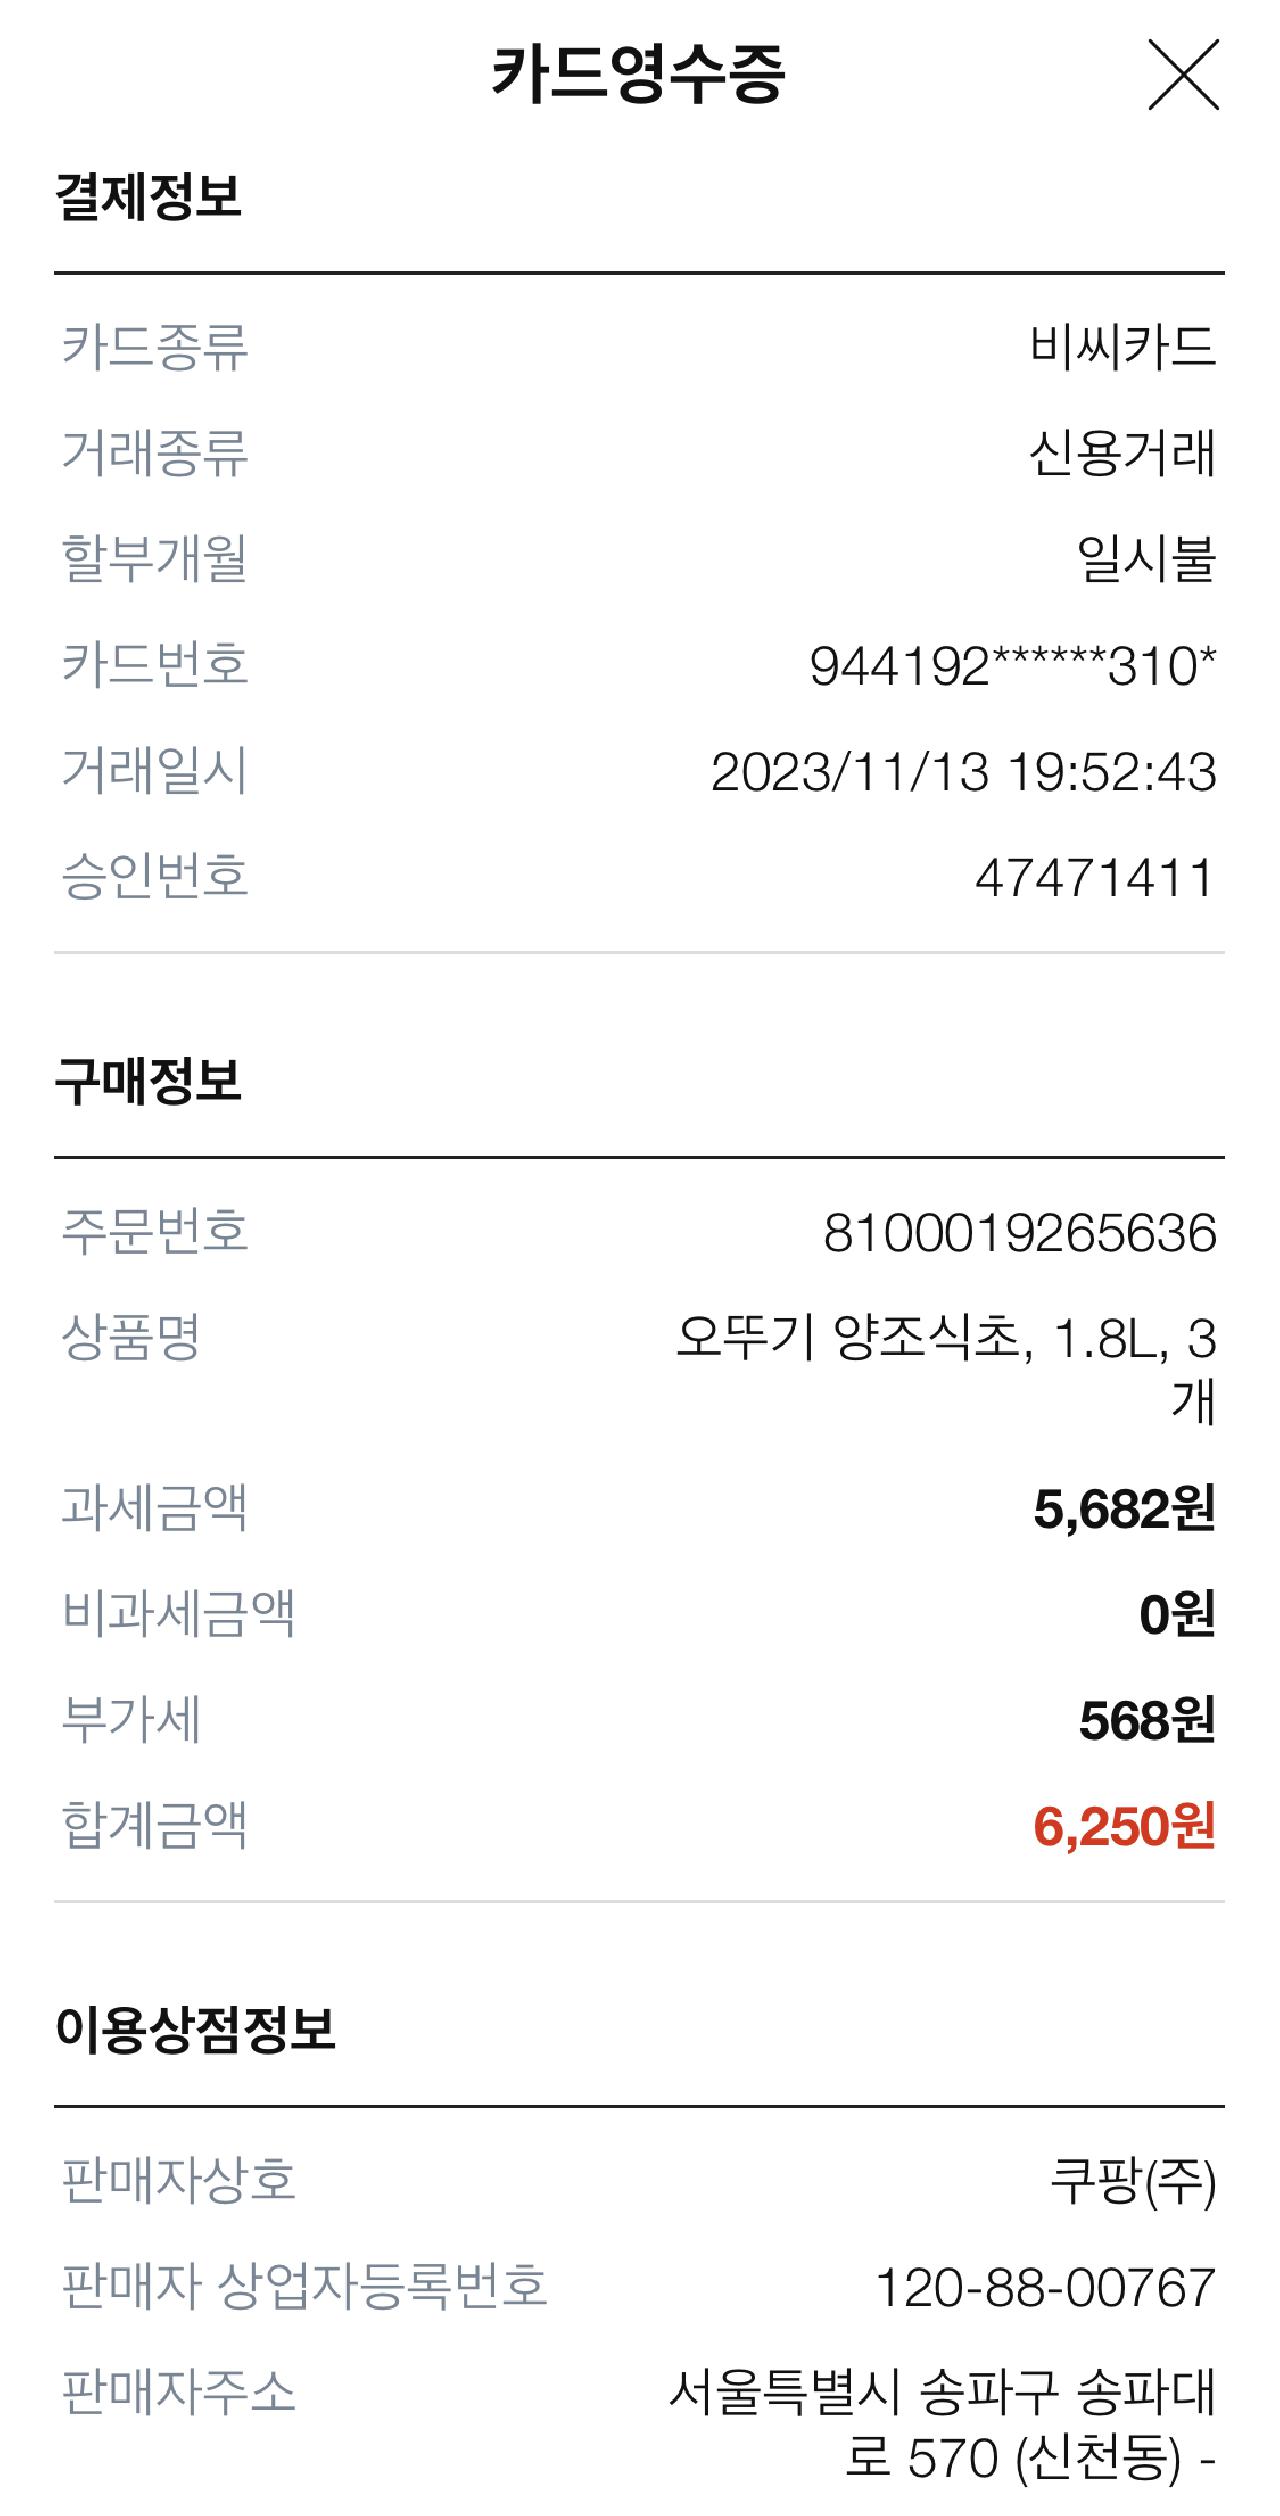 카드영수증
결제정보
카드종류 비씨카드
거래종류 신용거래
할부개월 일시불
카드번호 944192******310*
거래일시 2023/11/13 19:52:43
승인번호 47471411
구매정보
주문번호 8100019265636
상품명 오뚜기 양조식초, 1.8L, 3
개
과세금액 5,682원
비과세금액 0원
부가세 568원
합계금액 6,250원
이용상점정보
판매자상호 쿠팡(주)
판매자 상업자등록번호 120-88-00767
판매자주소 서울특별시 송파구 송파대
로 570 (신천동) -